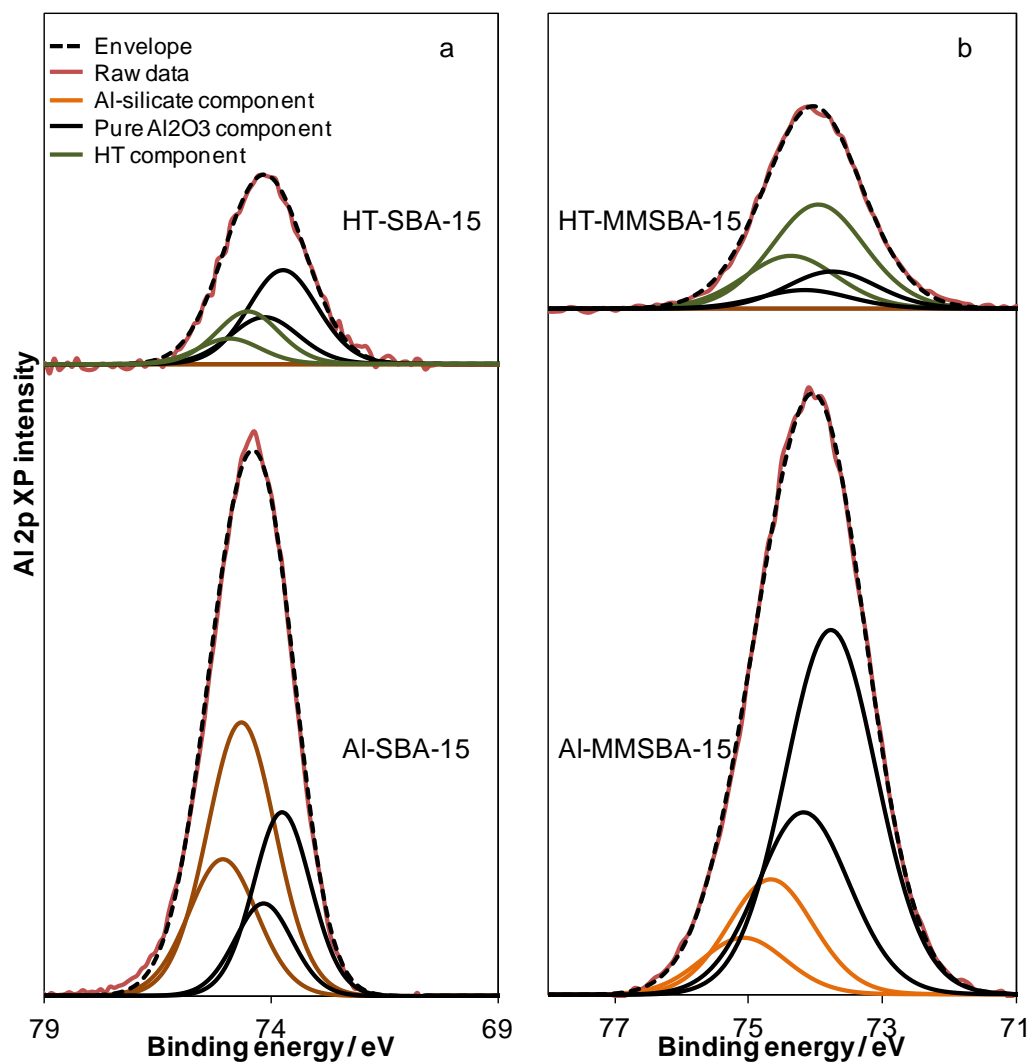 a
b
Envelope
Raw data
Al-silicate component
Pure Al2O3 component
HT component
HT-SBA-15
HT-MMSBA-15
Al 2p XP intensity
Al-SBA-15
Al-MMSBA-15
79 74 69
77 75 73 71
Binding energy / eV
Binding energy / eV